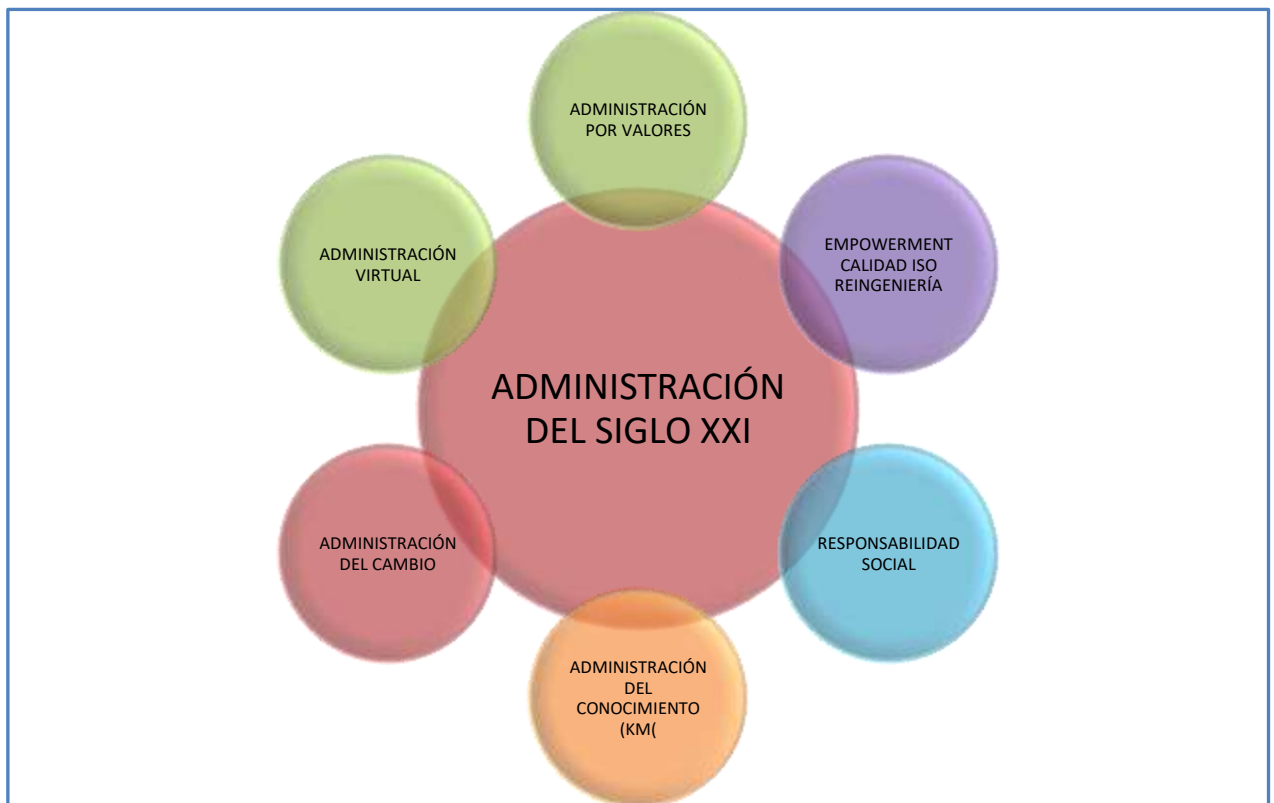 ADMINISTRACIÓN
POR VALORES
EMPOWERMENT
CALIDAD ISO
REINGENIERÍA
RESPONSABILIDAD
SOCIAL
ADMINISTRACIÓN
DEL
CONOCIMIENTO
(KM(
ADMINISTRACIÓN
DEL CAMBIO
ADMINISTRACIÓN
VIRTUAL
ADMINISTRACIÓN
DEL SIGLO XXI